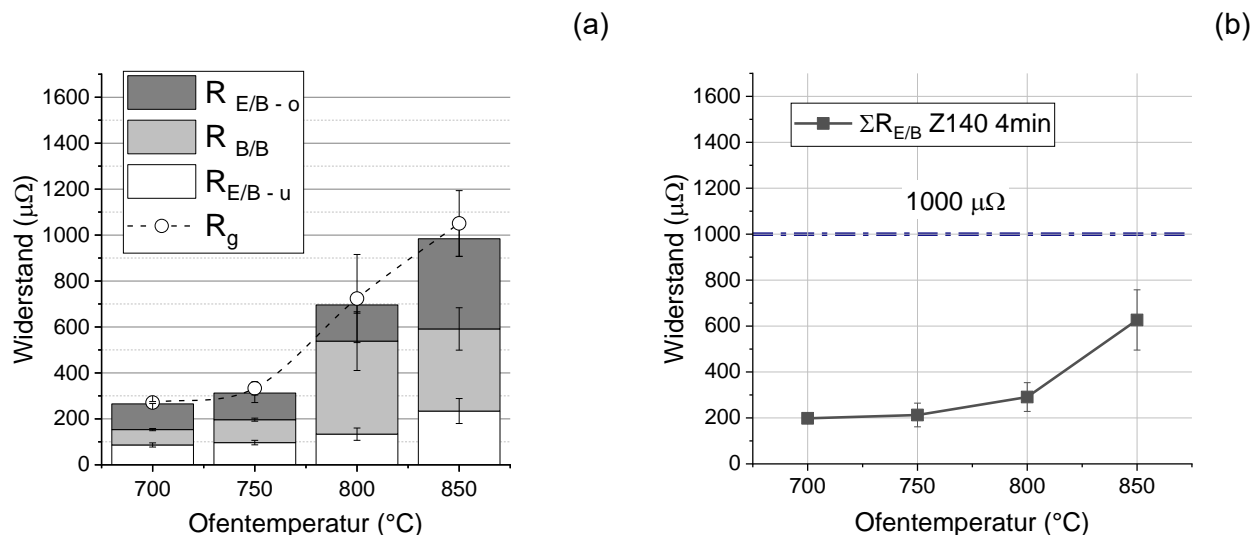 (a)
1600
1400
1200
1000
800
600
400
200
0
Widerstand (μΩ)
R E/B - o
R B/B
R E/B - u
R g
700 750 800 850
Ofentemperatur (°C)
(b)
1600
1400
1200
1000
800
600
400
200
0
Widerstand (μΩ)
ΣR E/B Z140 4min
1000 μΩ
700 750 800 850
Ofentemperatur (°C)